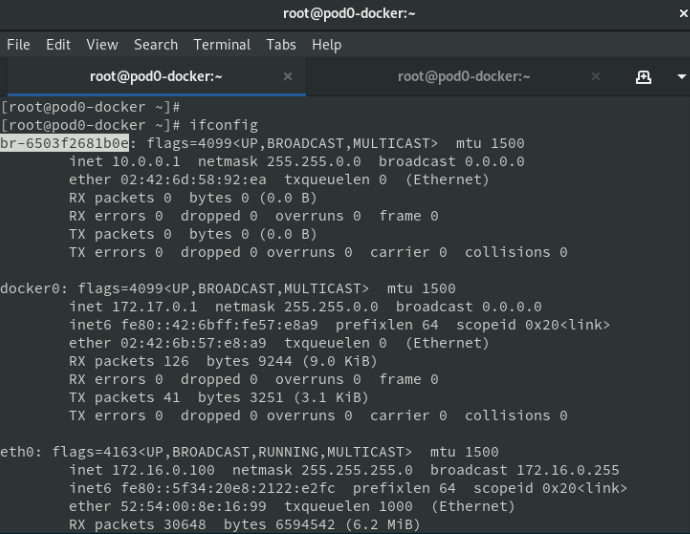 root@pod0-docker:~ ×
File Edit View Search Terminal Tabs Help
root@pod0-docker:~ × root@pod0-docker:~ ×
[root@pod0-docker ~]#
[root@pod0-docker ~]# ifconfig
br-6503f2681b0e: flags=4099<UP,BROADCAST,MULTICAST> mtu 1500
inet 10.0.0.1 netmask 255.255.0.0 broadcast 0.0.0.0
ether 02:42:6d:58:92:ea txqueuelen 0 (Ethernet)
RX packets 0 bytes 0 (0.0 B)
RX errors 0 dropped 0 overruns 0 frame 0
TX packets 0 bytes 0 (0.0 B)
TX errors 0 dropped 0 overruns 0 carrier 0 collisions 0
docker0: flags=4099<UP,BROADCAST,MULTICAST> mtu 1500
inet 172.17.0.1 netmask 255.255.0.0 broadcast 0.0.0.0
inet6 fe80::42:6bff:fe57:e8a9 prefixlen 64 scopeid 0x20<link>
ether 02:42:6b:57:e8:a9 txqueuelen 0 (Ethernet)
RX packets 126 bytes 9244 (9.0 KiB)
RX errors 0 dropped 0 overruns 0 frame 0
TX packets 41 bytes 3251 (3.1 KiB)
TX errors 0 dropped 0 overruns 0 carrier 0 collisions 0
eth0: flags=4163<UP,BROADCAST,RUNNING,MULTICAST> mtu 1500
inet 172.16.0.100 netmask 255.255.255.0 broadcast 172.16.0.255
inet6 fe80::5f34:20e8:2122:e2fc prefixlen 64 scopeid 0x20<link>
ether 52:54:00:8e:16:99 txqueuelen 1000 (Ethernet)
RX packets 30648 bytes 6594542 (6.2 MiB)